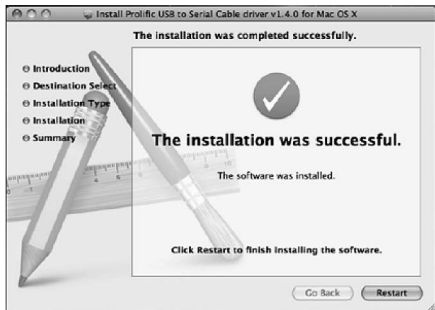 Install Prolific USB to Serial Cable driver v1.4.0 for Mac OS X
The installation was completed successfully.
Introduction
Destination Select
Installation Type
Installation
Summary
The installation was successful.
The software was installed.
Click Restart to finish installing the software.
Go Back
Restart